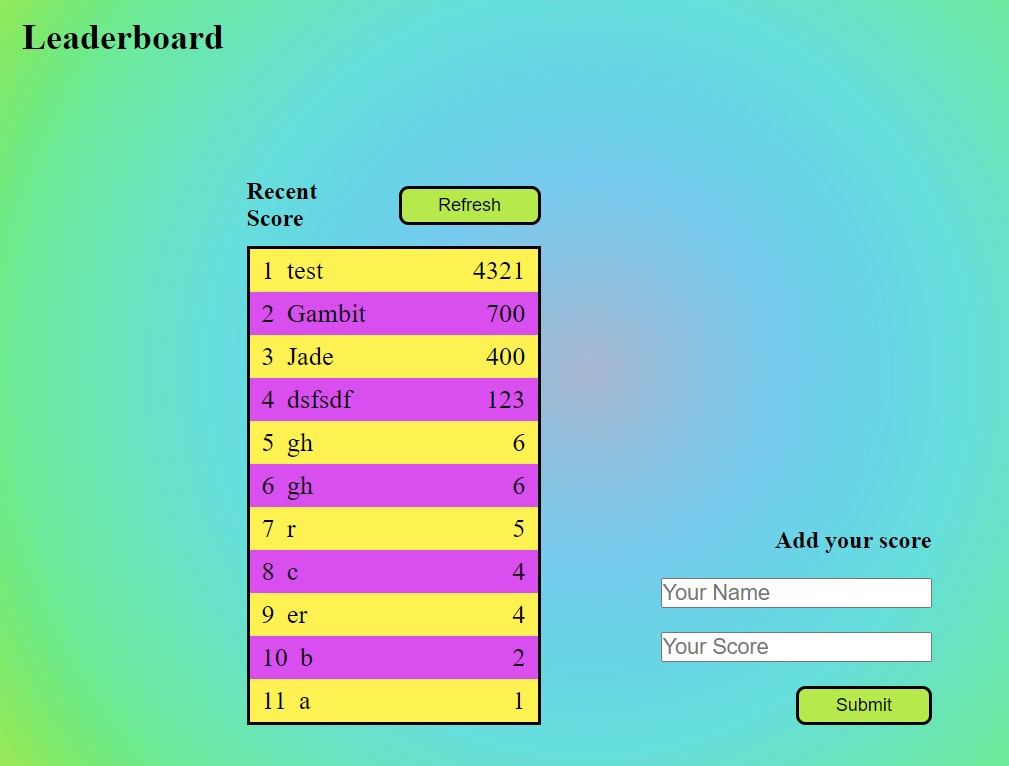 Leaderboard
Recent
Score
Refresh
1 test 4321
2 Gambit 700
3 Jade 400
4 dsfsdf 123
5 gh 6
6 gh 6
7 r 5
8 c 4
9 er 4
10 b 2
11 a 1
Add your score
Your Name
Your Score
Submit